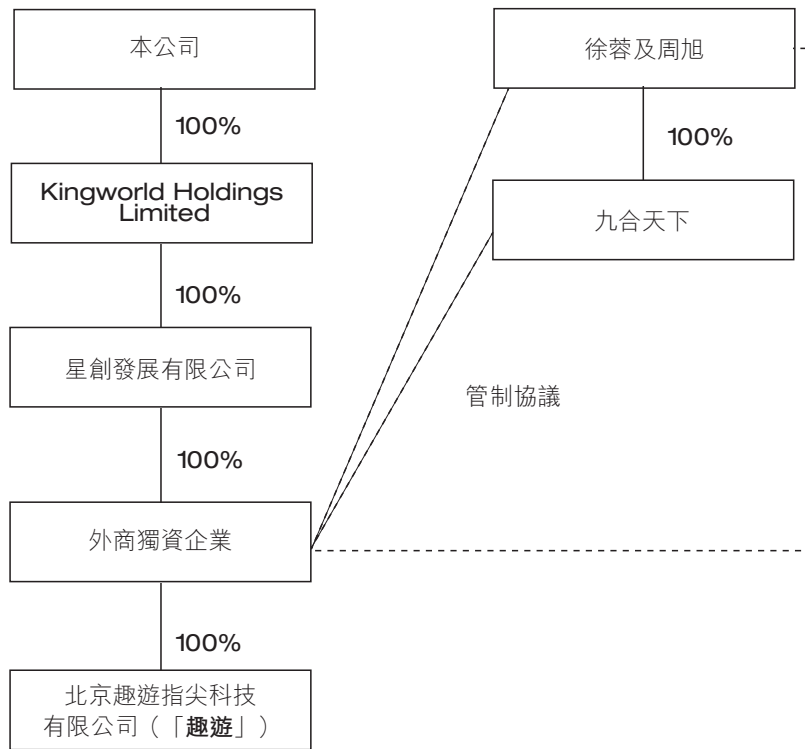 本公司
徐蓉及周旭
100%
100%
Kingworld Holdings
Limited
九合天下
100%
星創發展有限公司
管制協議
100%
外商獨資企業
100%
北京趣遊指尖科技
有限公司（「趣遊」）